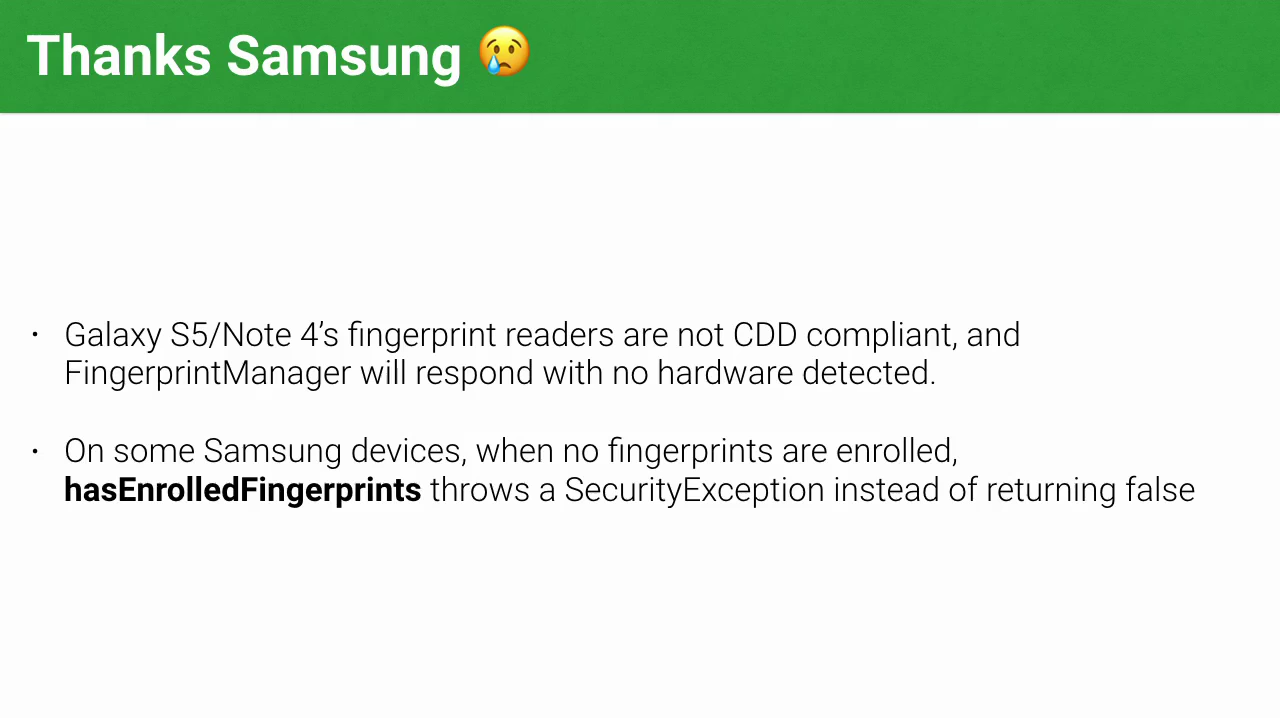 Thanks Samsung 😢
• Galaxy S5/Note 4’s fingerprint readers are not CDD compliant, and
FingerprintManager will respond with no hardware detected.
• On some Samsung devices, when no fingerprints are enrolled,
hasEnrolledFingerprints throws a SecurityException instead of returning false